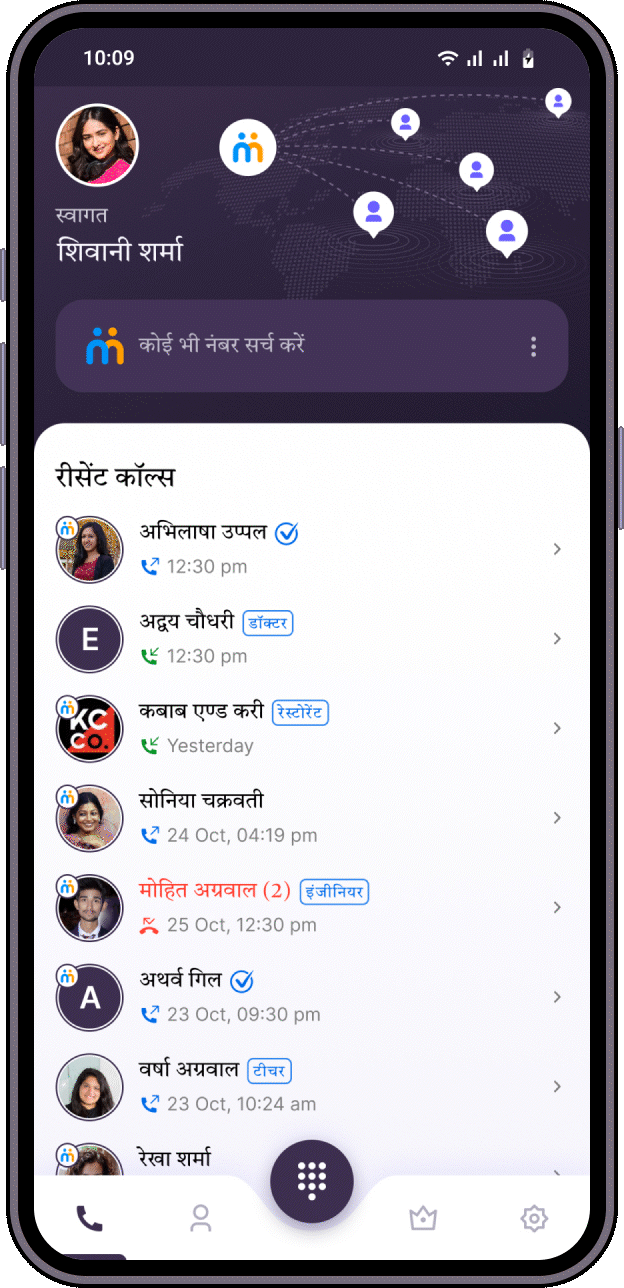 10:09
स्वागत
शिवानी शर्मा
कोई भी नंबर सर्च करें
रीसेंट कॉल्स
अभिलाषा उप्पल
12:30 pm
E
अद्वय चौधरी डॉक्टर
12:30 pm
KC
CO.
कबाब एण्ड करी रेस्टोरेंट
Yesterday
सोनिया चक्रवती
24 Oct, 04:19 pm
मोहित अग्रवाल (2) इंजीनियर
25 Oct, 12:30 pm
A
अथर्व गिल
23 Oct, 09:30 pm
वर्षा अग्रवाल टीचर
23 Oct, 10:24 am
रेखा शर्मा